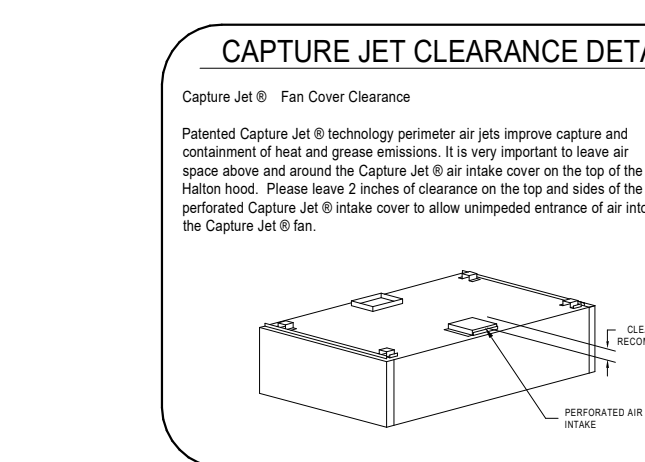 CAPTURE JET CLEARANCE DETA
Capture Jet ® Fan Cover Clearance
Patented Capture Jet ® technology perimeter air jets improve capture and
containment of heat and grease emissions. It is very important to leave air
space above and around the Capture Jet ® air intake cover on the top of the
Halton hood. Please leave 2 inches of clearance on the top and sides of the
perforated Capture Jet ® intake cover to allow unimpeded entrance of air into
the Capture Jet ® fan.
CLEA
RECOM
PERFORATED AIR
INTAKE